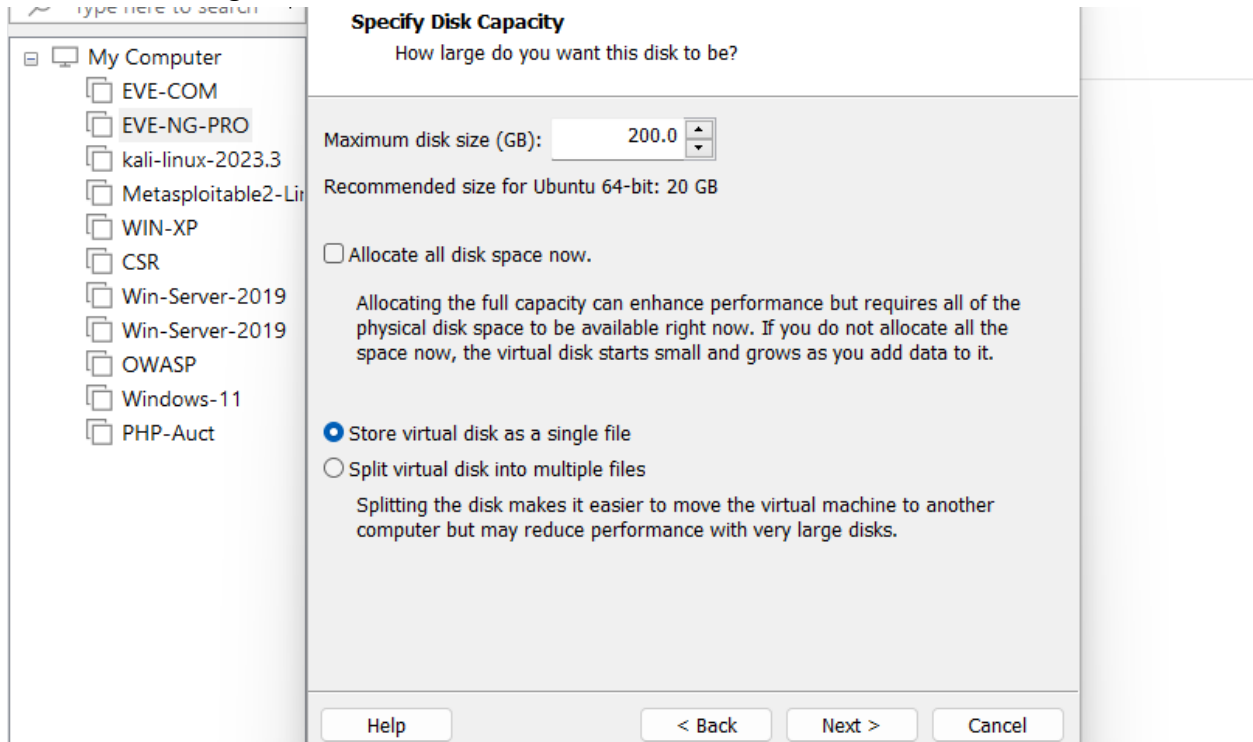 Type here to search
My Computer
EVE-COM
EVE-NG-PRO
kali-linux-2023.3
Metasploitable2-Lin
WIN-XP
CSR
Win-Server-2019
Win-Server-2019
OWASP
Windows-11
PHP-Auct
Specify Disk Capacity
How large do you want this disk to be?
Maximum disk size (GB): 200.0
Recommended size for Ubuntu 64-bit: 20 GB
Allocate all disk space now.
Allocating the full capacity can enhance performance but requires all of the
physical disk space to be available right now. If you do not allocate all the
space now, the virtual disk starts small and grows as you add data to it.
Store virtual disk as a single file
Split virtual disk into multiple files
Splitting the disk makes it easier to move the virtual machine to another
computer but may reduce performance with very large disks.
Help < Back Next > Cancel